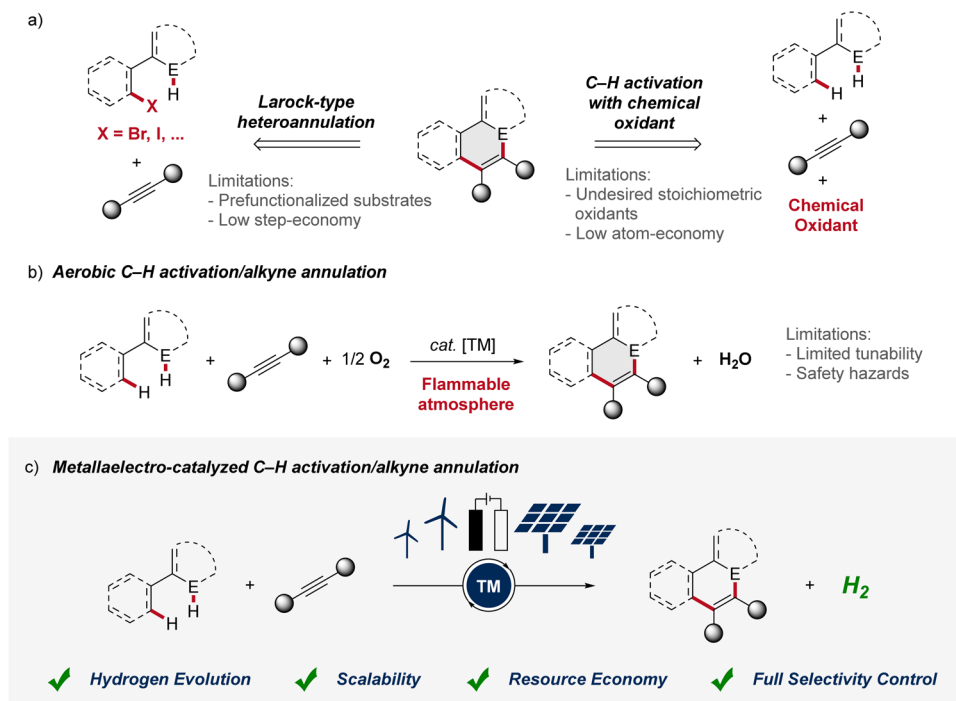 a)
E
H
X
X = Br, I, ...
+
Larock-type
heteroannulation
Limitations:
- Prefunctionalized substrates
- Low step-economy
E
C–H activation
with chemical
oxidant
Limitations:
- Undesired stoichiometric
oxidants
- Low atom-economy
E
H
H
+
+
Chemical
Oxidant
b) Aerobic C–H activation/alkyne annulation
E
H
H
+
+ 1/2 O₂
cat. [TM]
Flammable
atmosphere
E
+ H₂O
Limitations:
- Limited tunability
- Safety hazards
c) Metallaelectro-catalyzed C–H activation/alkyne annulation
E
H
H
+
TM
E
+ H₂
Hydrogen Evolution
Scalability
Resource Economy
Full Selectivity Control